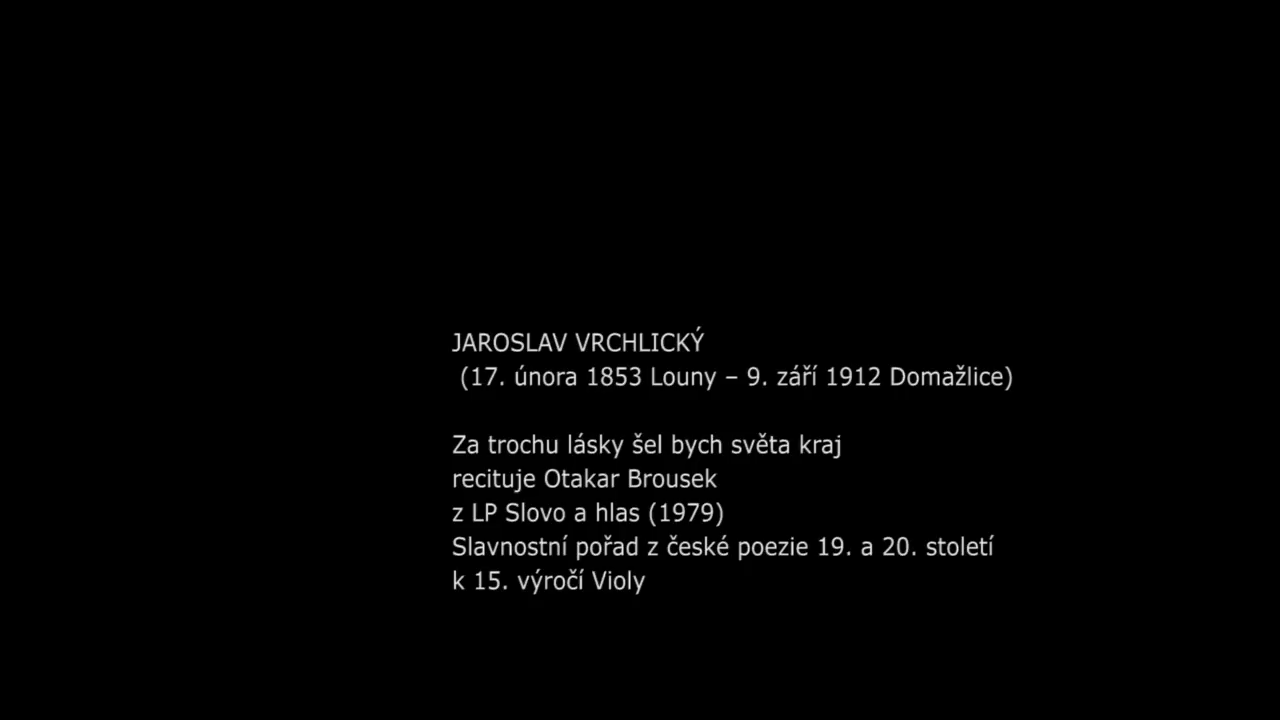 JAROSLAV VRCHLICKÝ
(17. února 1853 Louny – 9. září 1912 Domažlice)
Za trochu lásky šel bych světa kraj
recituje Otakar Brousek
z LP Slovo a hlas (1979)
Slavnostní pořad z české poezie 19. a 20. století
k 15. výročí Violy